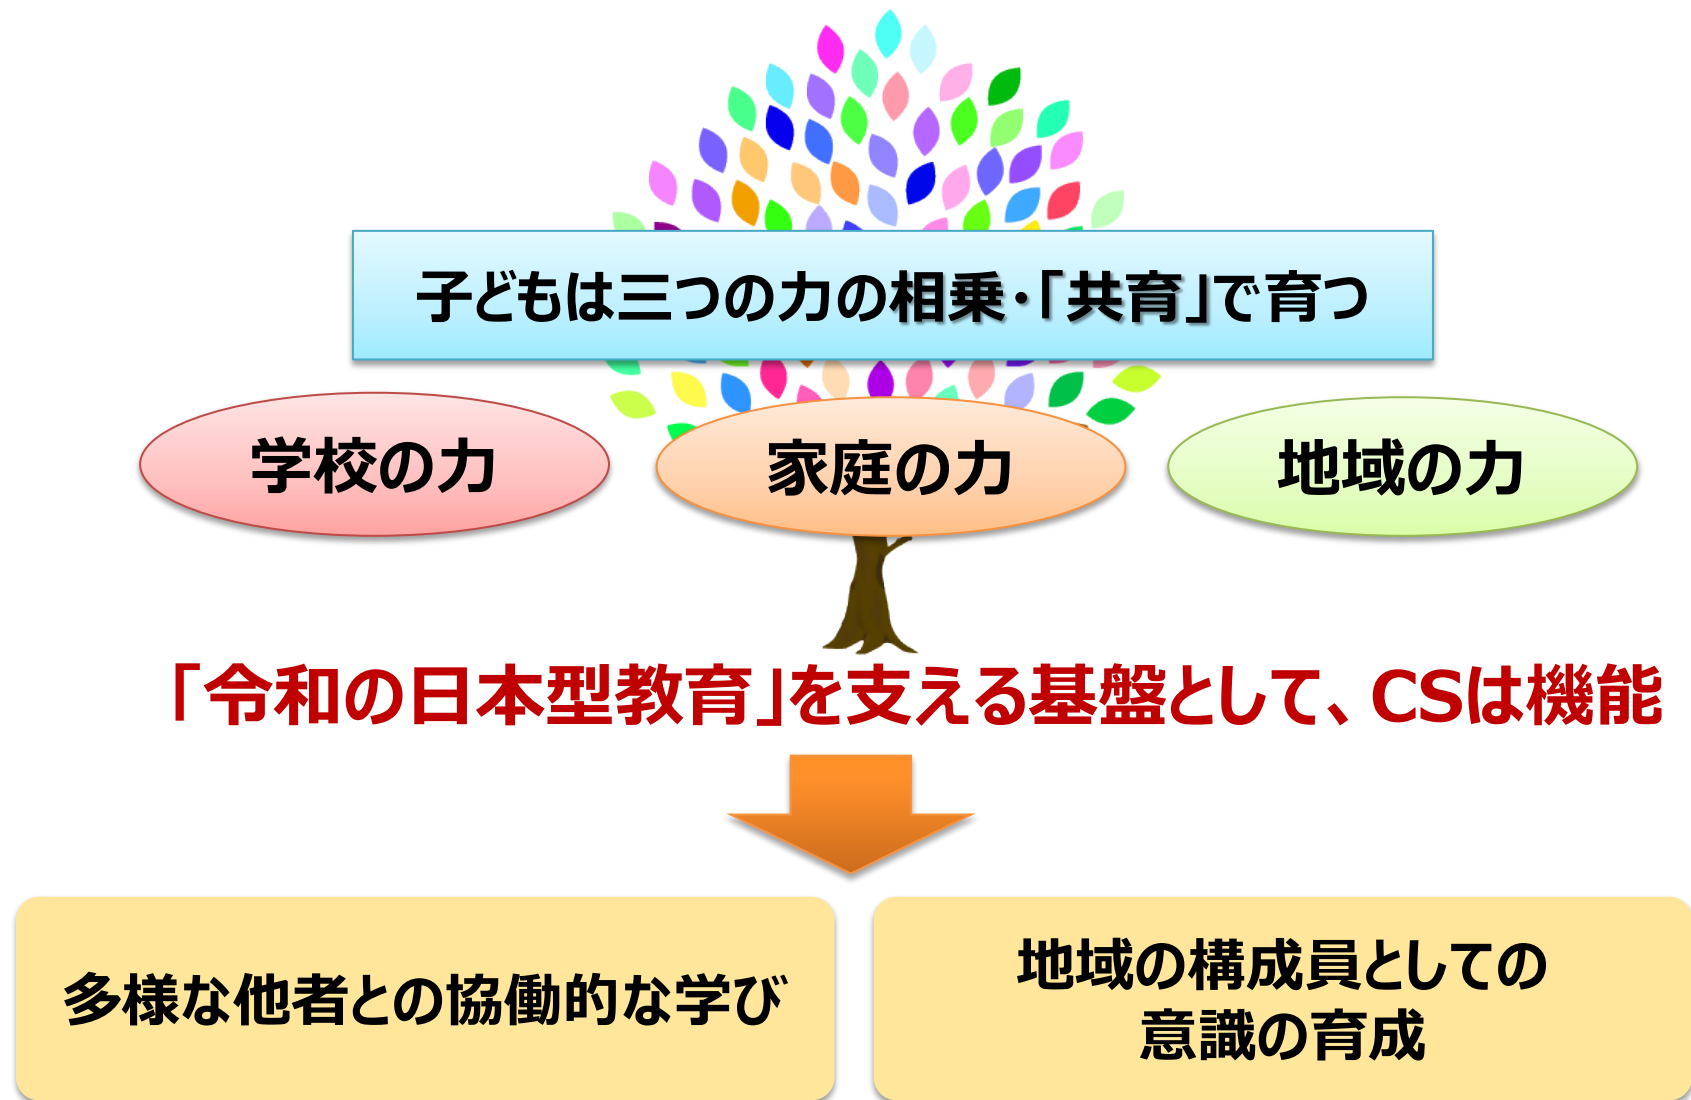 子どもは三つの力の相乗・「共育」で育つ
学校の力
家庭の力
地域の力
「令和の日本型教育」を支える基盤として、CSは機能
多様な他者との協働的な学び
地域の構成員としての
意識の育成